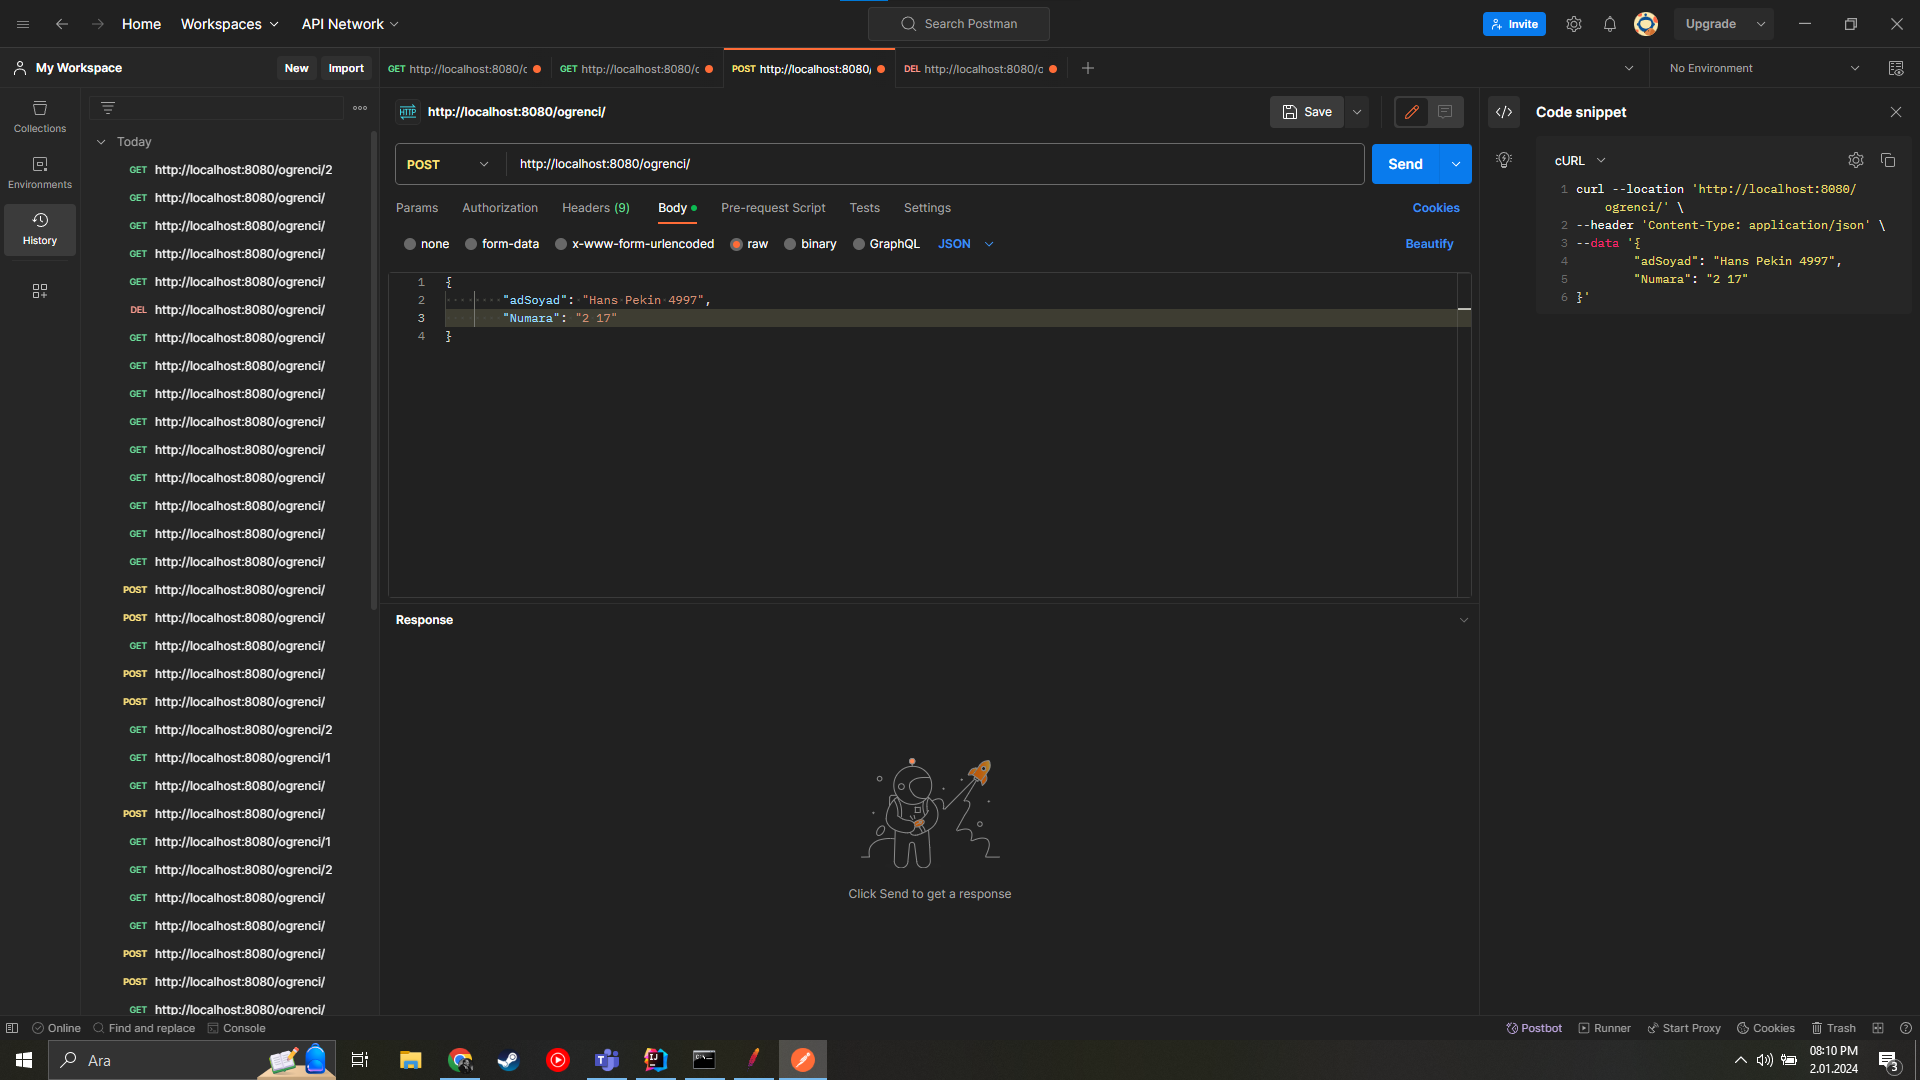 Home Workspaces API Network Search Postman Invite Upgrade
My Workspace New Import GET http://localhost:8080/c GET http://localhost:8080/c POST http://localhost:8080/ DEL http://localhost:8080/c No Environment
Collections
Environments
History
Today
GET http://localhost:8080/ogrenci/2
GET http://localhost:8080/ogrenci/
GET http://localhost:8080/ogrenci/
GET http://localhost:8080/ogrenci/
GET http://localhost:8080/ogrenci/
DEL http://localhost:8080/ogrenci/
GET http://localhost:8080/ogrenci/
GET http://localhost:8080/ogrenci/
GET http://localhost:8080/ogrenci/
GET http://localhost:8080/ogrenci/
GET http://localhost:8080/ogrenci/
GET http://localhost:8080/ogrenci/
GET http://localhost:8080/ogrenci/
GET http://localhost:8080/ogrenci/
GET http://localhost:8080/ogrenci/
POST http://localhost:8080/ogrenci/
POST http://localhost:8080/ogrenci/
GET http://localhost:8080/ogrenci/
POST http://localhost:8080/ogrenci/
POST http://localhost:8080/ogrenci/
GET http://localhost:8080/ogrenci/2
GET http://localhost:8080/ogrenci/1
GET http://localhost:8080/ogrenci/
POST http://localhost:8080/ogrenci/
GET http://localhost:8080/ogrenci/1
GET http://localhost:8080/ogrenci/2
GET http://localhost:8080/ogrenci/
GET http://localhost:8080/ogrenci/
POST http://localhost:8080/ogrenci/
POST http://localhost:8080/ogrenci/
GET http://localhost:8080/ogrenci/
HTTP http://localhost:8080/ogrenci/ Save
POST http://localhost:8080/ogrenci/ Send
Params Authorization Headers (9) Body Pre-request Script Tests Settings Cookies
none form-data x-www-form-urlencoded raw binary GraphQL JSON Beautify
1 {
2 "adSoyad": "Hans Pekin 4997",
3 "Numara": "2 17"
4 }
Response
Click Send to get a response
</> Code snippet
cURL
1 curl --location 'http://localhost:8080/
ogrenci/' \
2 --header 'Content-Type: application/json' \
3 --data '{
4 "adSoyad": "Hans Pekin 4997",
5 "Numara": "2 17"
6 }'
Online Find and replace Console Postbot Runner Start Proxy Cookies Trash
Ara
08:10 PM
2.01.2024
3